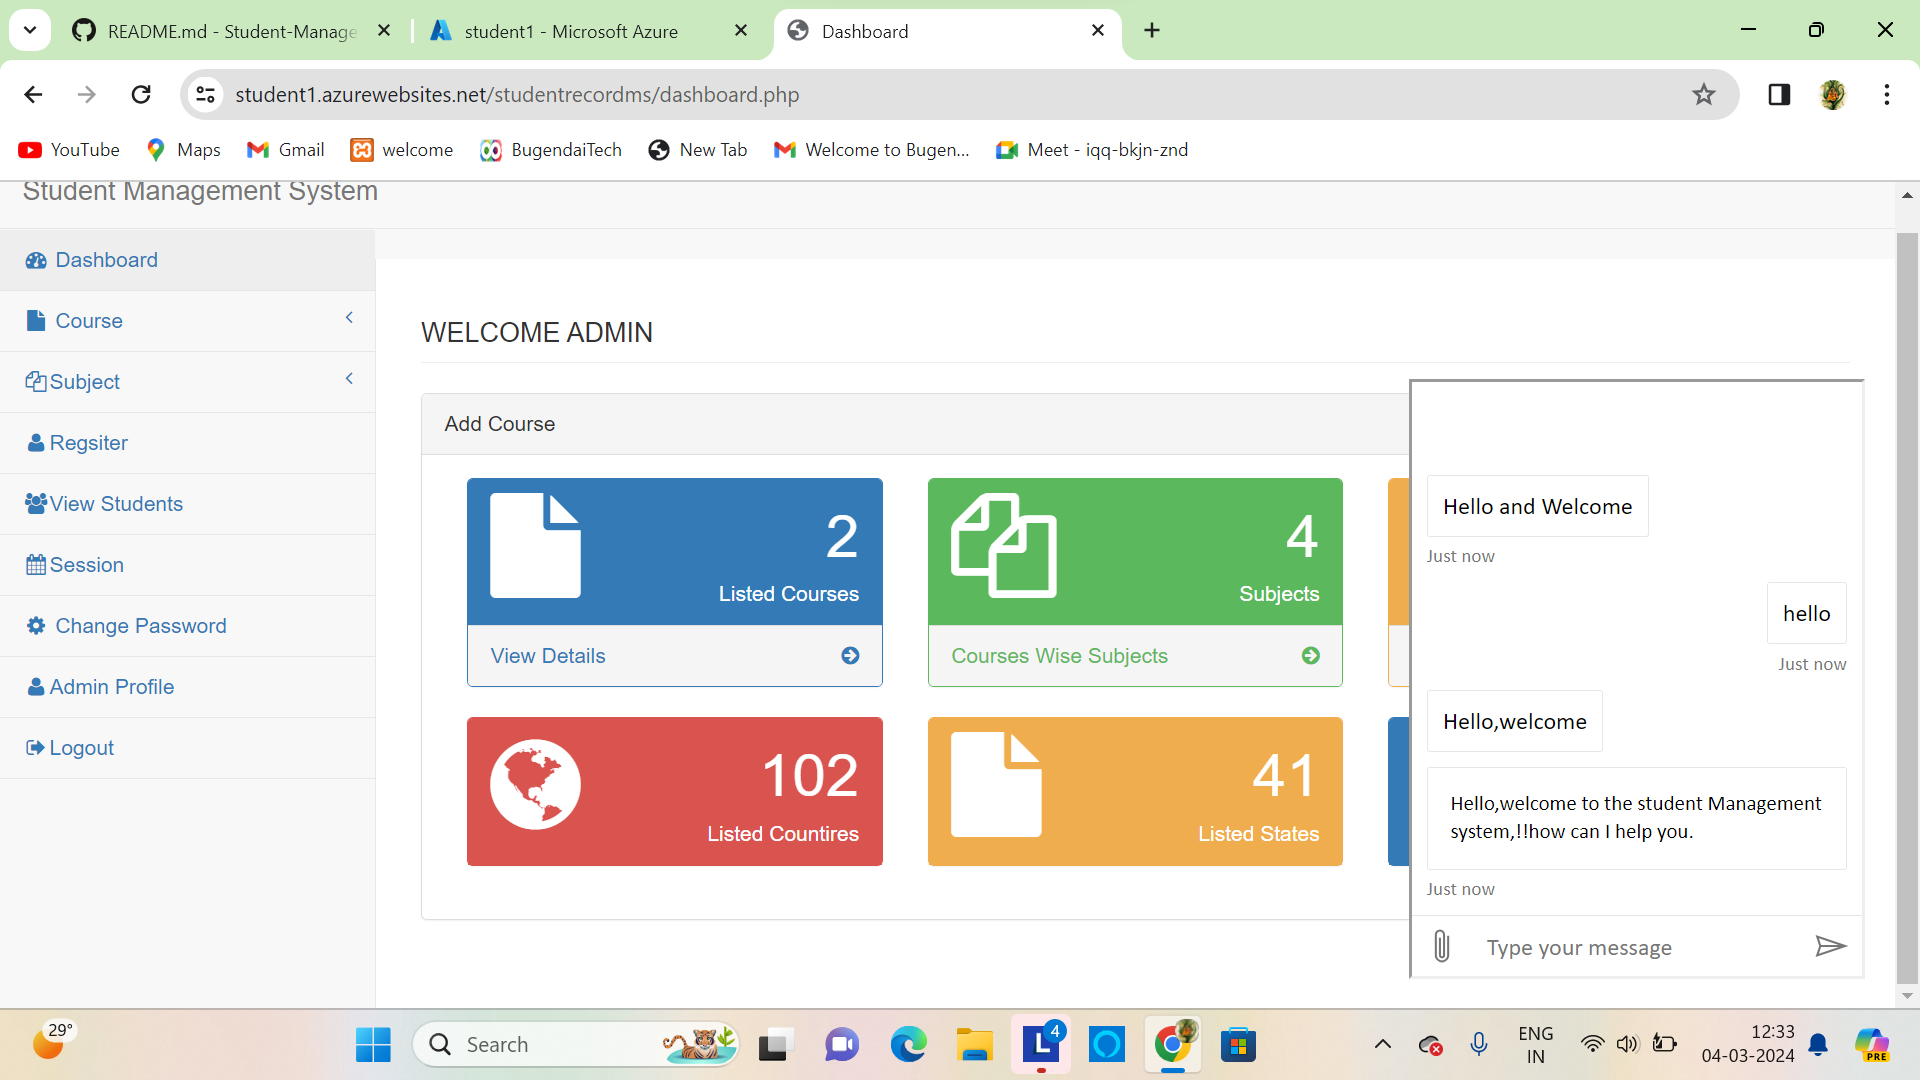 README.md - Student-Manage
student1 - Microsoft Azure
Dashboard
student1.azurewebsites.net/studentrecordms/dashboard.php
YouTube
Maps
Gmail
welcome
BugendaiTech
New Tab
Welcome to Bugen...
Meet - iqq-bkjn-znd
Student Management System
Dashboard
Course
Subject
Regsiter
View Students
Session
Change Password
Admin Profile
Logout
WELCOME ADMIN
Add Course
2
Listed Courses
View Details
4
Subjects
Courses Wise Subjects
102
Listed Countires
41
Listed States
Hello and Welcome
Just now
hello
Just now
Hello,welcome
Hello,welcome to the student Management
system,!!how can I help you.
Just now
Type your message
29°
Search
L
4
ENG
IN
12:33
04-03-2024
PRE